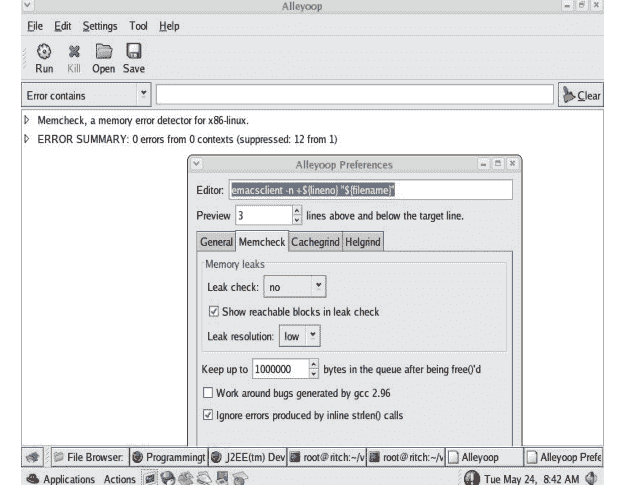 Alleyoop
File Edit Settings Tool Help
Run Kill Open Save
Error contains Clear
Memcheck, a memory error detector for x86-linux.
ERROR SUMMARY: 0 errors from 0 contexts (suppressed: 12 from 1)
Alleyoop Preferences
Editor: emacsclient -n +${lineno) "${filename}"
Preview 3 lines above and below the target line.
General Memcheck Cachegrind Helgrind
Memory leaks
Leak check: no
Show reachable blocks in leak check
Leak resolution: low
Keep up to 1000000 bytes in the queue after being free()'d
Work around bugs generated by gcc 2.96
Ignore errors produced by inline strlen() calls
File Browser: Programmingt J2EE(tm) Dev root@ritch:~/v root@ritch:~/v Alleyoop Alleyoop Prefe
Applications Actions Tue May 24, 8:42 AM